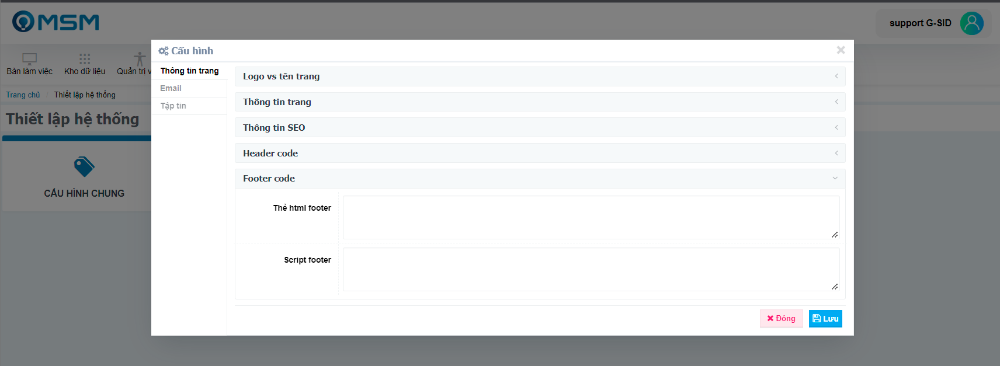 MSM
support G-SID
Cấu hình
Bàn làm việc
Kho dữ liệu
Quản trị v
Thông tin trang
Email
Tập tin
Trang chủ / Thiết lập hệ thống
Thiết lập hệ thống
CẤU HÌNH CHUNG
Logo vs tên trang
Thông tin trang
Thông tin SEO
Header code
Footer code
Thẻ html footer
Script footer
Đóng
Lưu